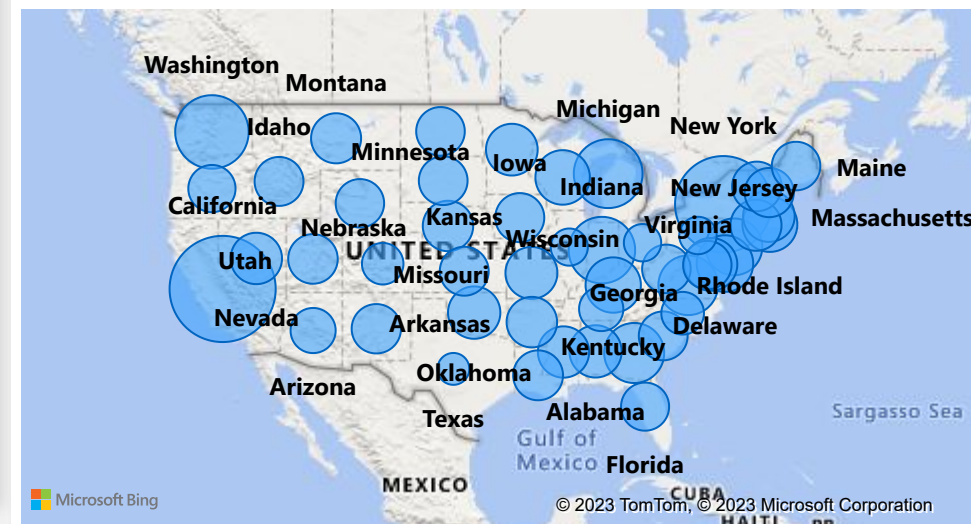 Washington
Montana
Michigan
New York
Idaho
Minnesota
Iowa
Maine
Indiana
New Jersey
California
Kansas
Massachusetts
Nebraska
Virginia
Wisconsin
UNITED STATES
Utah
Missouri
Georgia
Rhode Island
Nevada
Arkansas
Delaware
Kentucky
Oklahoma
Arizona
Alabama
Sargasso Sea
Texas
Gulf of
Mexico
Florida
MEXICO
CUBA
Microsoft Bing
© 2023 TomTom, © 2023 Microsoft Corporation
HAITI